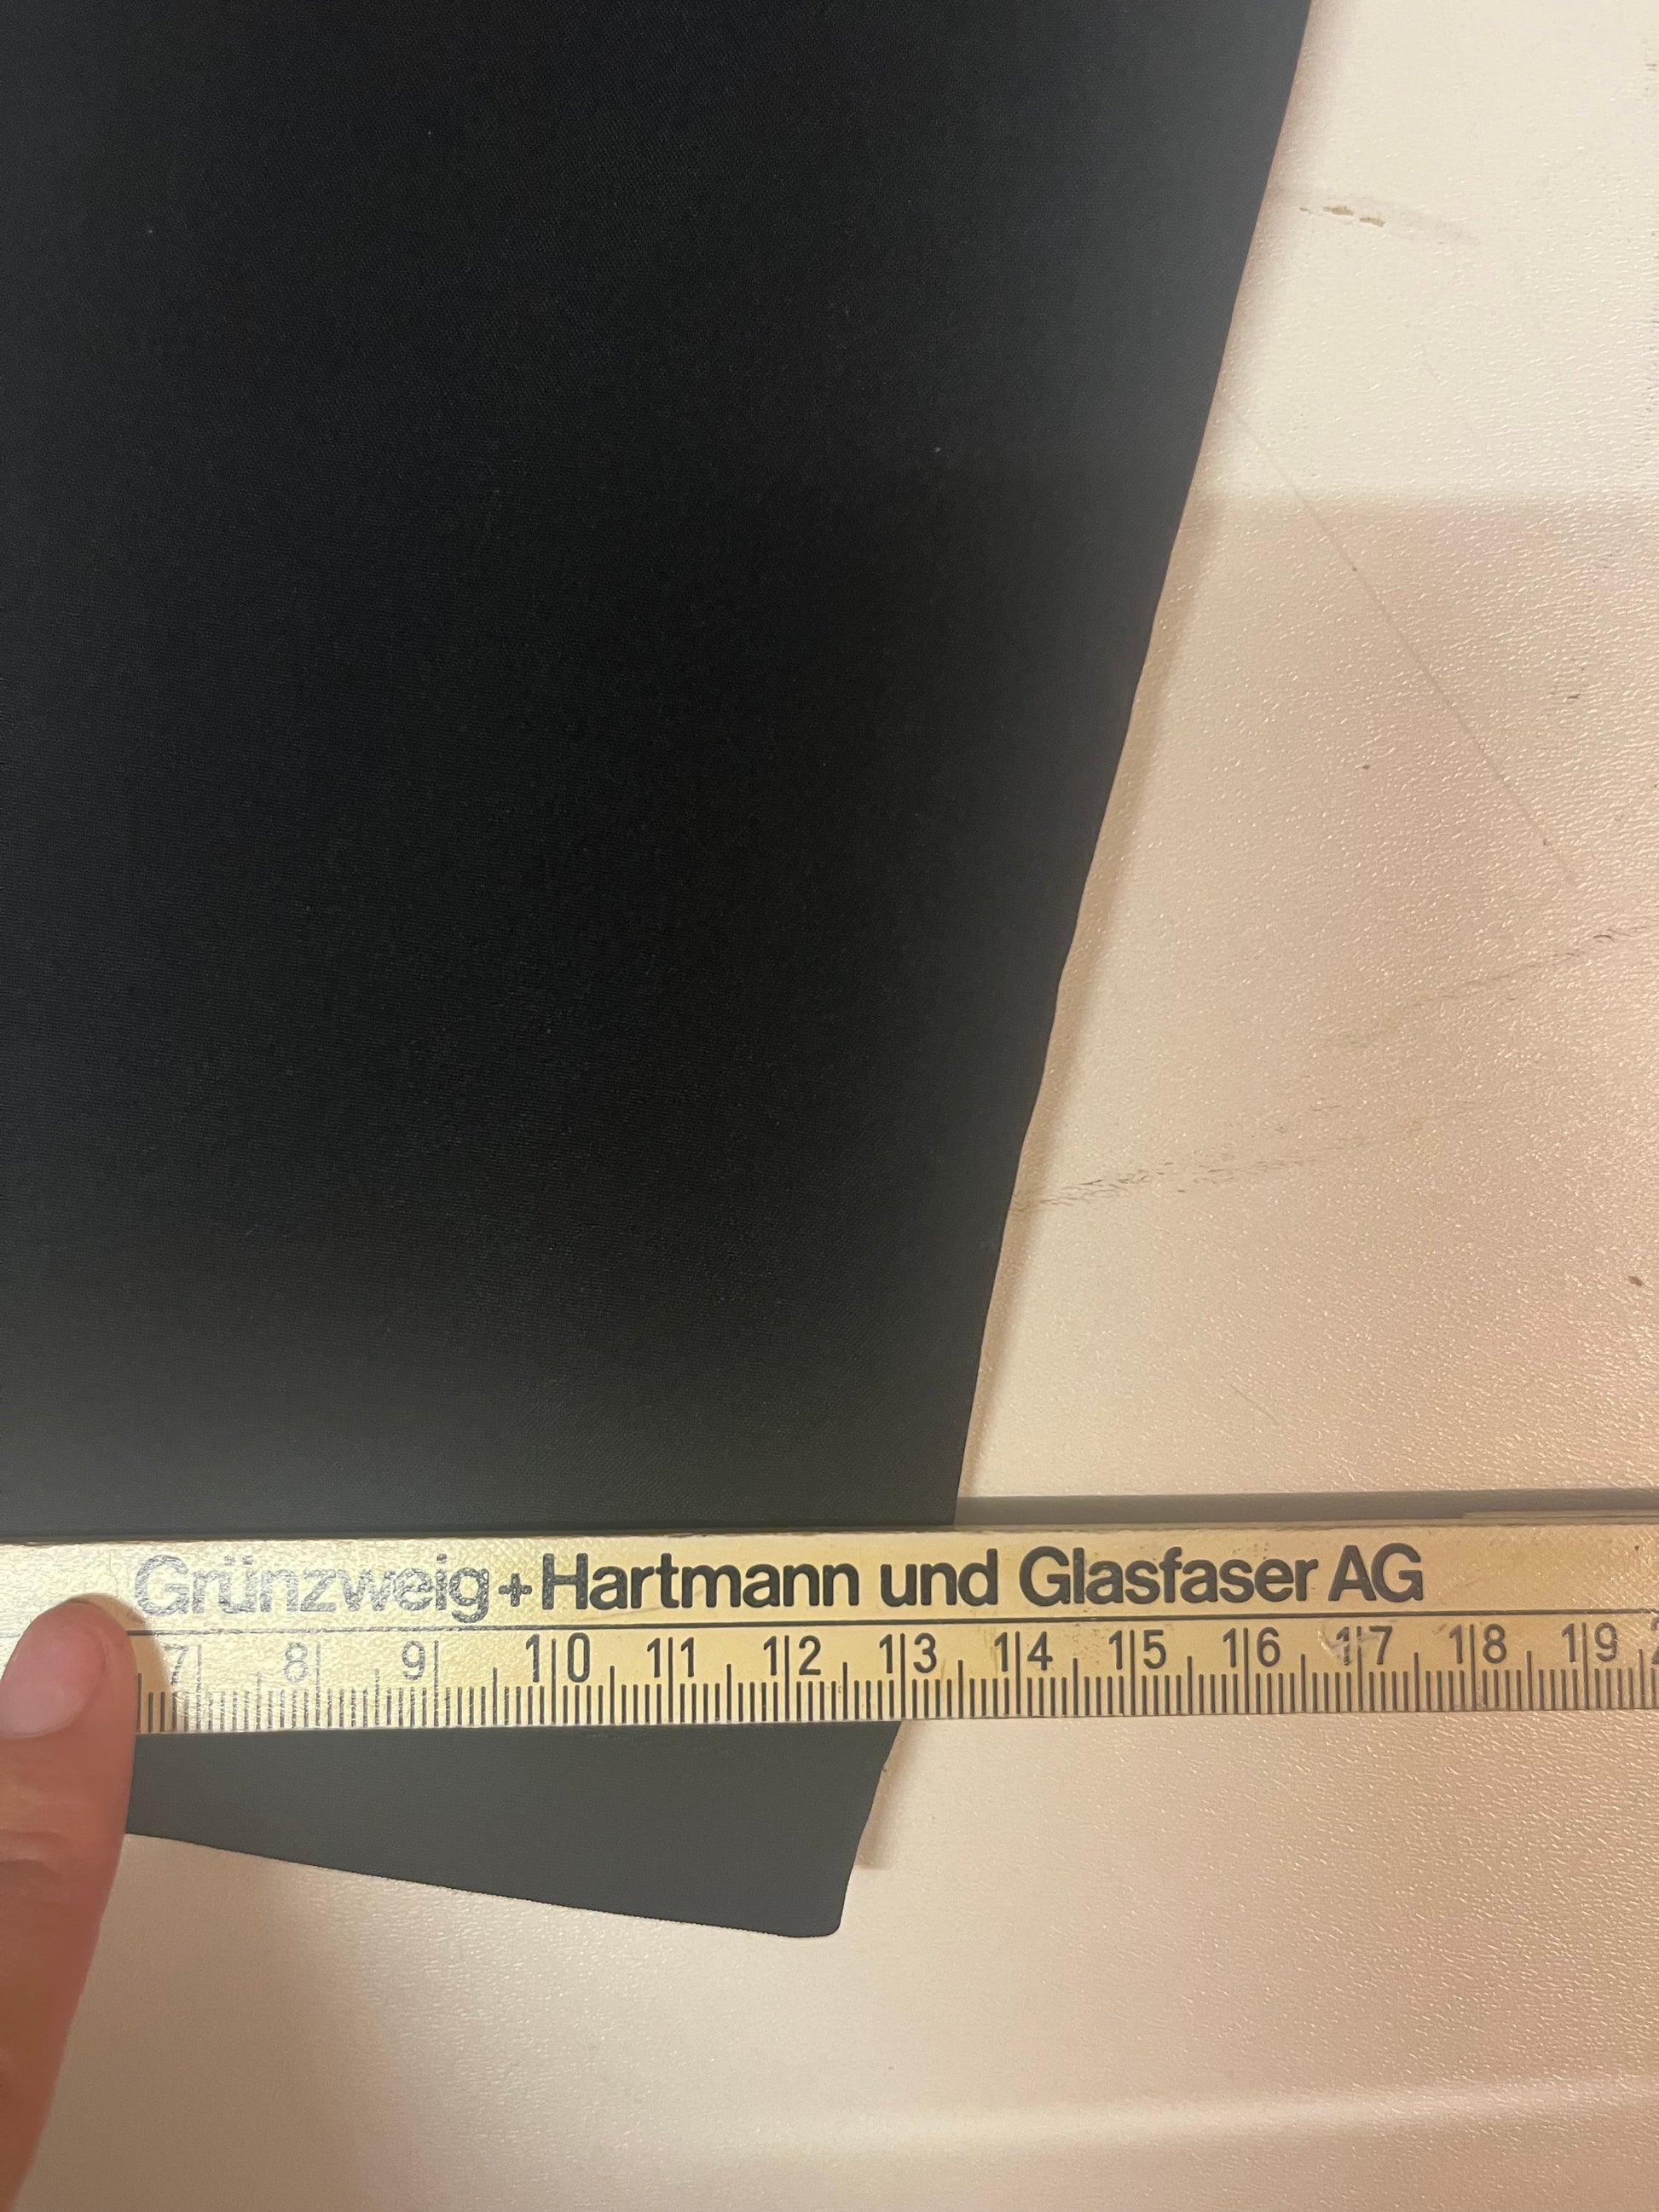 Grünzweig+Hartmann und Glasfaser AG
7 8 9 10 11 12 13 14 15 16 17 18 19